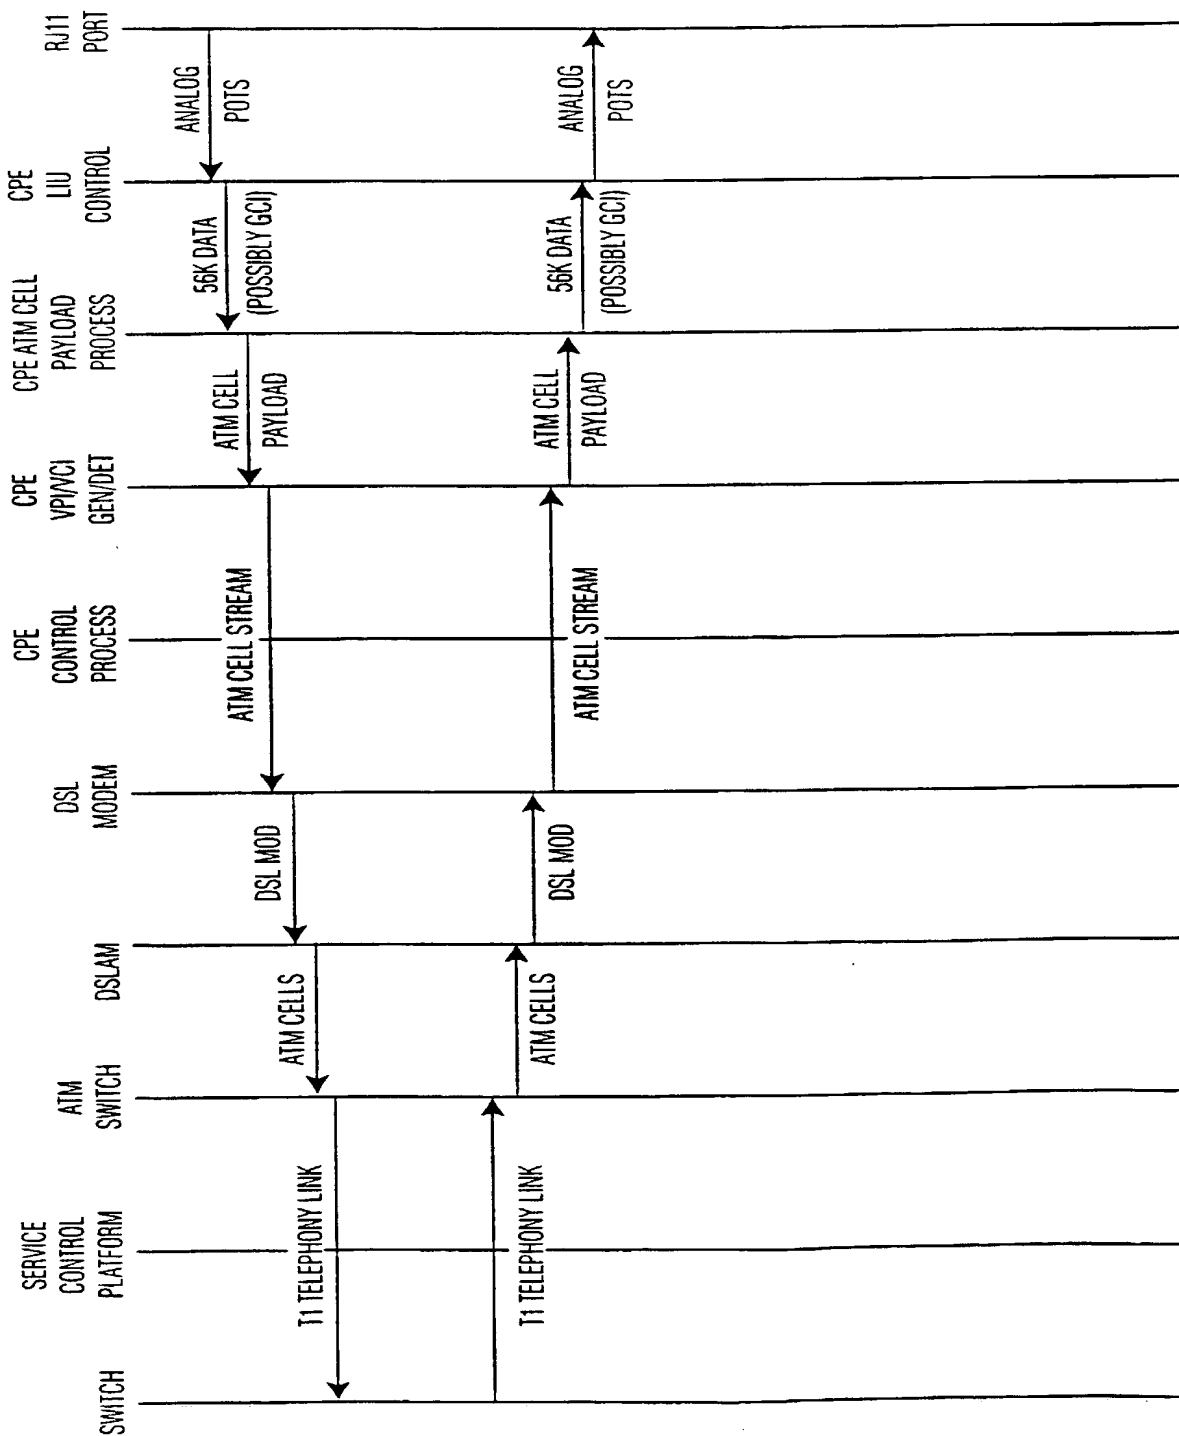 SWITCH
SERVICE
CONTROL
PLATFORM
ATM
SWITCH
DSLAM
DSL
MODEM
CPE
CONTROL
PROCESS
CPE
VPI/VCI
GEN/DET
CPE ATM CELL
PAYLOAD
PROCESS
CPE
LIU
CONTROL
RJ11
PORT
ANALOG
POTS
56K DATA
(POSSIBLY GCI)
ATM CELL
PAYLOAD
ATM CELL STREAM
DSL MOD
ATM CELLS
T1 TELEPHONY LINK
T1 TELEPHONY LINK
ATM CELLS
DSL MOD
ATM CELL STREAM
ATM CELL
PAYLOAD
56K DATA
(POSSIBLY GCI)
ANALOG
POTS